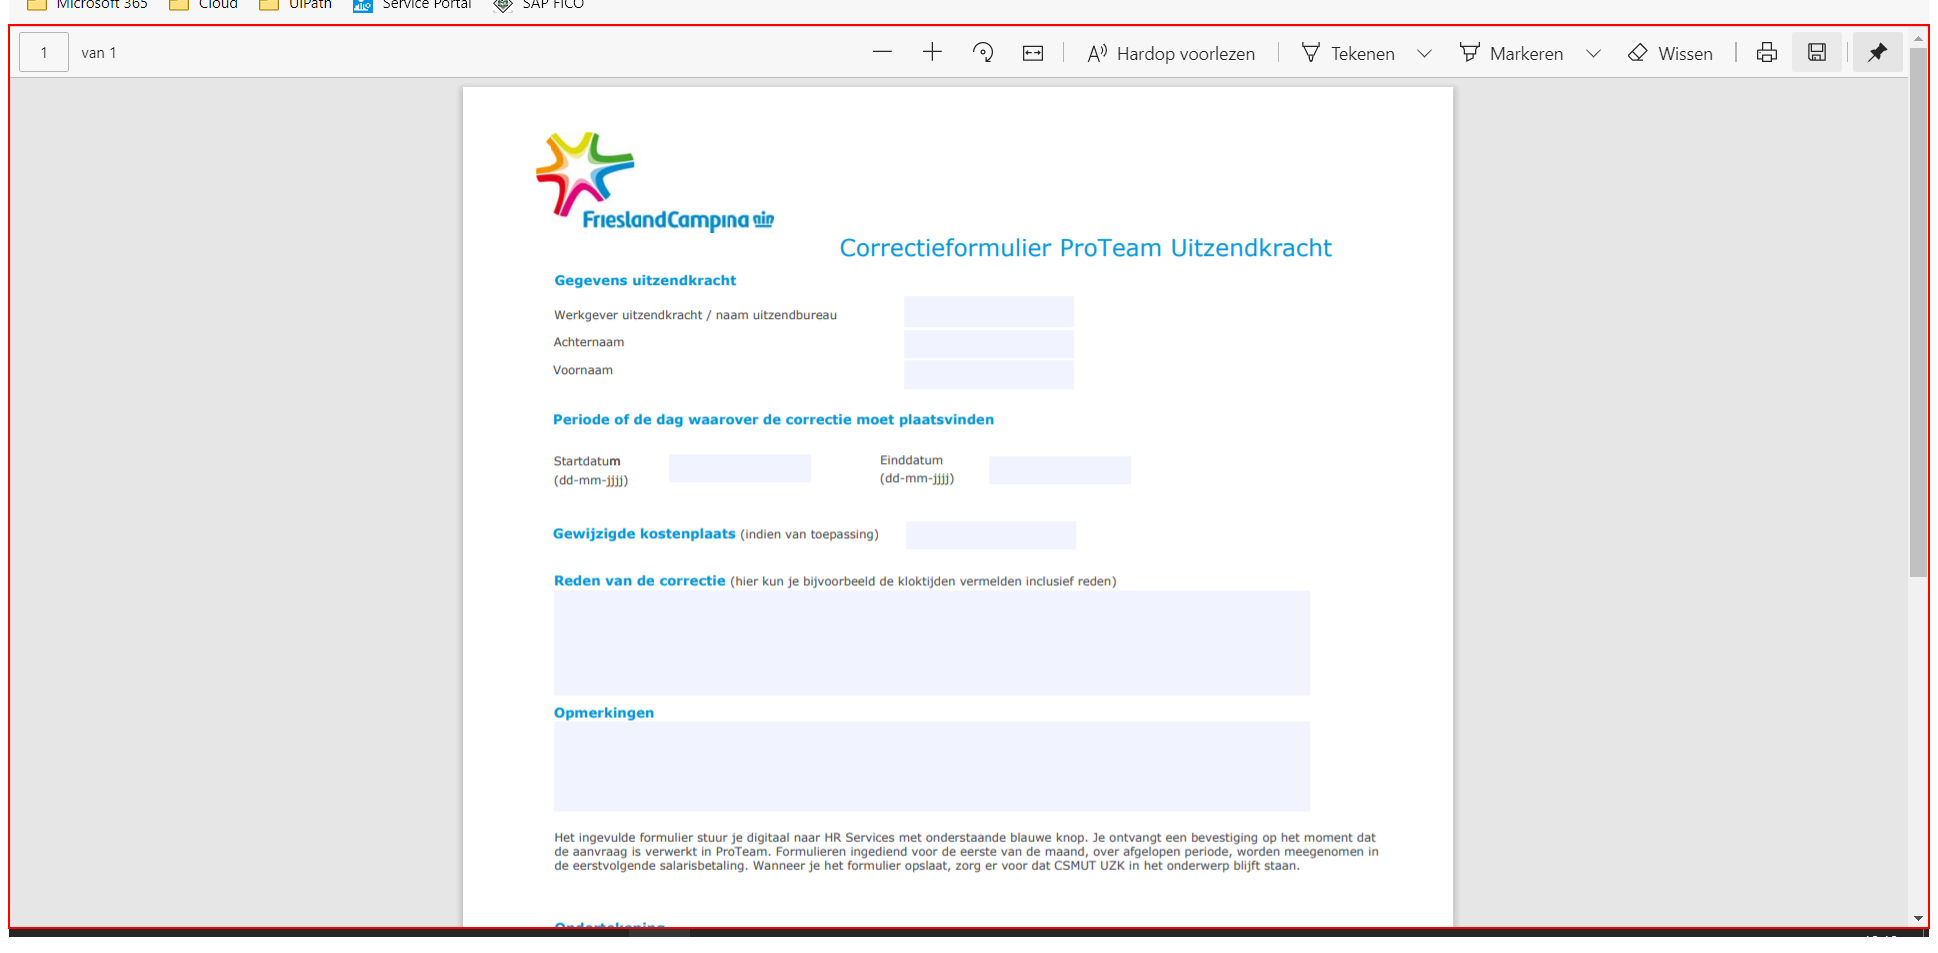 Microsoft 365 Cloud UiPath Service Portal SAP FICO
1 van 1 Hardop voorlezen Tekenen Markeren Wissen
FrieslandCampina
Correctieformulier ProTeam Uitzendkracht
Gegevens uitzendkracht
Werkgever uitzendkracht / naam uitzendbureau
Achternaam
Voornaam
Periode of de dag waarover de correctie moet plaatsvinden
Startdatum Einddatum
(dd-mm-jjjj) (dd-mm-jjjj)
Gewijzigde kostenplaats (indien van toepassing)
Reden van de correctie (hier kun je bijvoorbeeld de kloktijden vermelden inclusief reden)
Opmerkingen
Het ingevulde formulier stuur je digitaal naar HR Services met onderstaande blauwe knop. Je ontvangt een bevestiging op het moment dat
de aanvraag is verwerkt in ProTeam. Formulieren ingediend voor de eerste van de maand, over afgelopen periode, worden meegenomen in
de eerstvolgende salarisbetaling. Wanneer je het formulier opslaat, zorg er voor dat CSMUT UZK in het onderwerp blijft staan.
Ondertekening